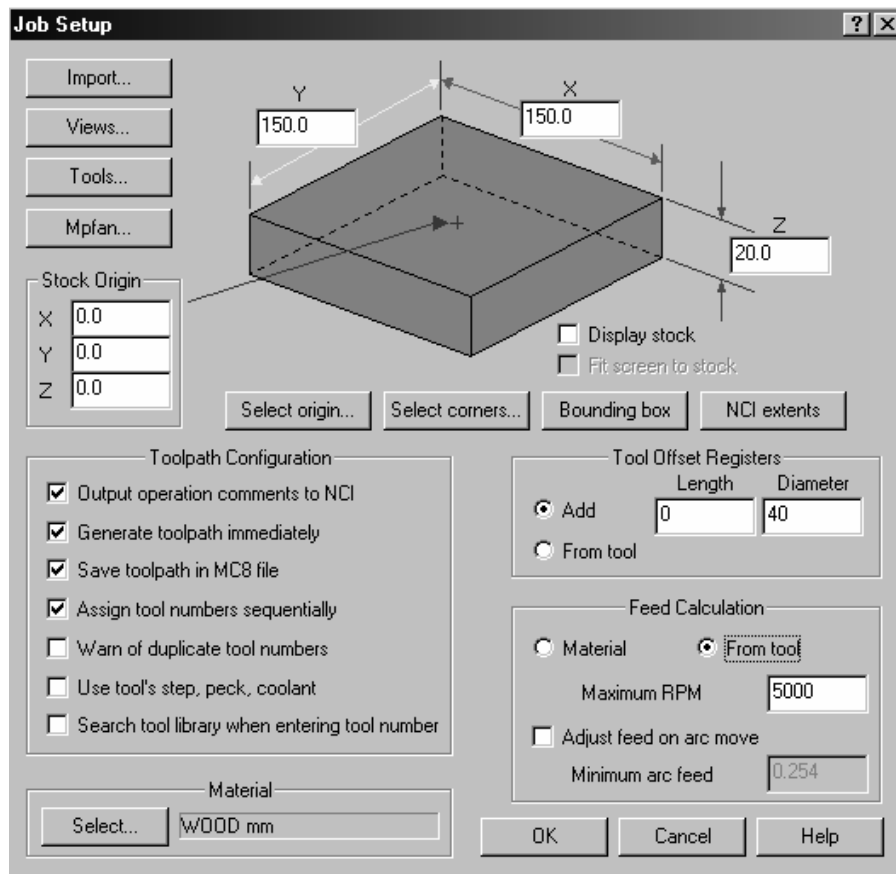 Job Setup
Import...
Views...
Tools...
Mpfan...
Y
150.0
X
150.0
Z
20.0
Stock Origin
X 0.0
Y 0.0
Z 0.0
Display stock
Fit screen to stock
Select origin... Select corners... Bounding box NCI extents
Toolpath Configuration
Output operation comments to NCI
Generate toolpath immediately
Save toolpath in MC8 file
Assign tool numbers sequentially
Warn of duplicate tool numbers
Use tool's step, peck, coolant
Search tool library when entering tool number
Tool Offset Registers
Length Diameter
Add 0 40
From tool
Feed Calculation
Material From tool
Maximum RPM 5000
Adjust feed on arc move
Minimum arc feed 0.254
Material
Select... WOOD mm
OK Cancel Help